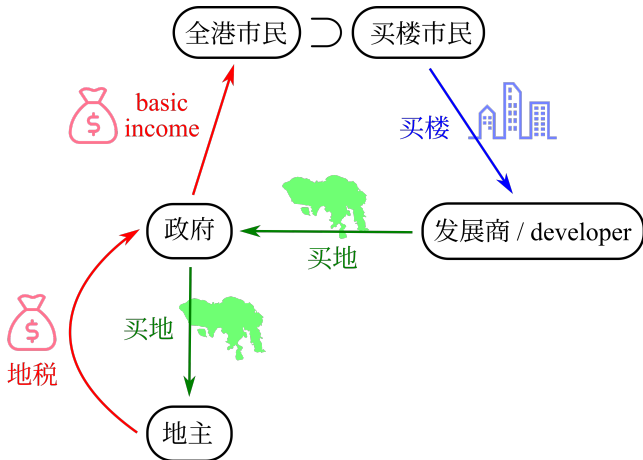 全港市民
买楼市民
$
basic
income
买楼
政府
发展商 / developer
买地
买地
$
地税
地主